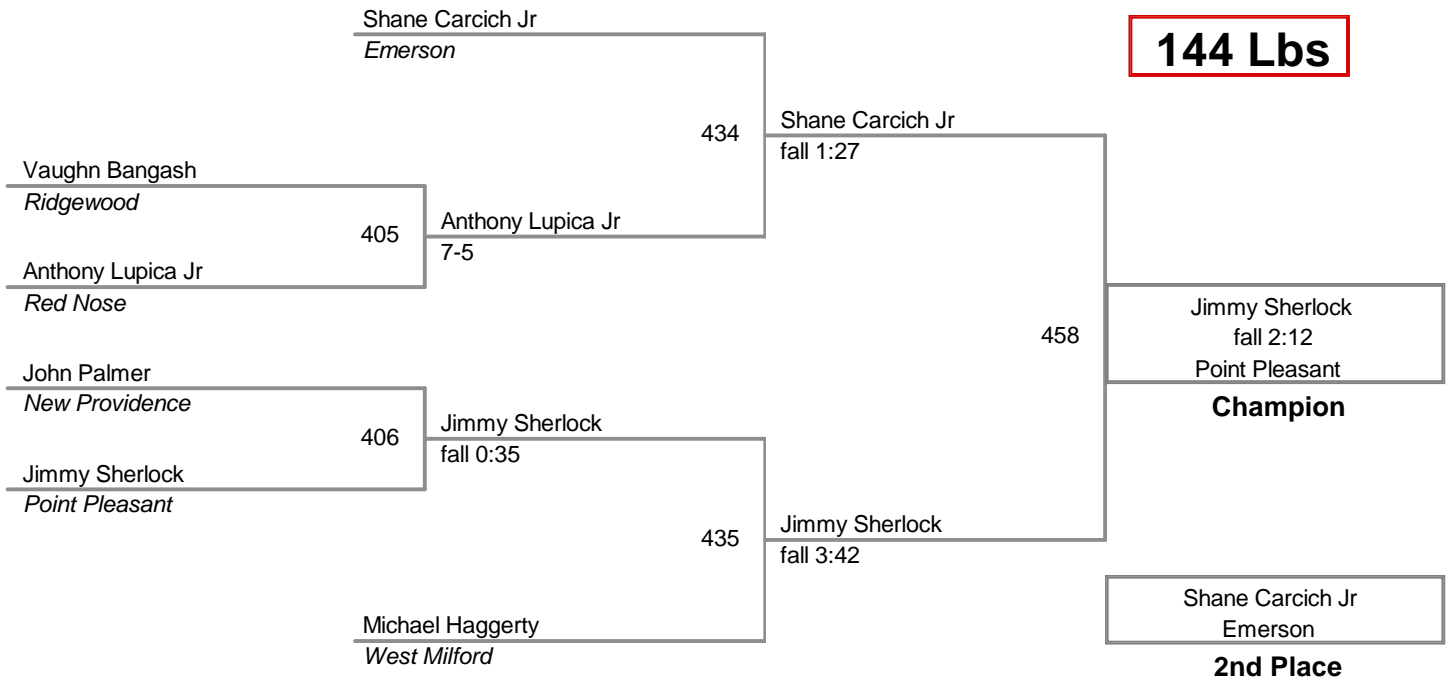 Shane Carcich Jr
Emerson
144 Lbs
434
Shane Carcich Jr
fall 1:27
Vaughn Bangash
Ridgewood
405
Anthony Lupica Jr
7-5
Anthony Lupica Jr
Red Nose
458
Jimmy Sherlock
fall 2:12
Point Pleasant
Champion
John Palmer
New Providence
406
Jimmy Sherlock
fall 0:35
Jimmy Sherlock
Point Pleasant
435
Jimmy Sherlock
fall 3:42
Michael Haggerty
West Milford
Shane Carcich Jr
Emerson
2nd Place